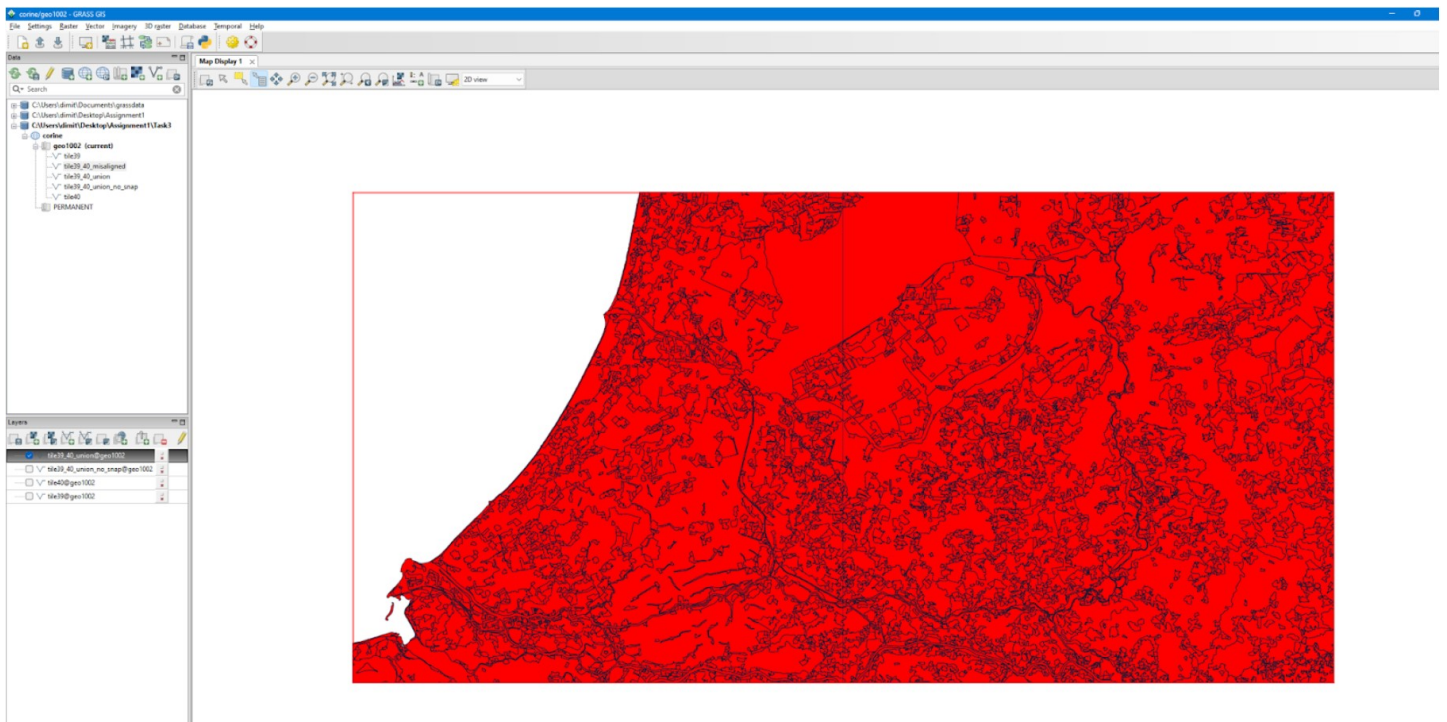 corine/geo1002 - GRASS GIS
File Settings Raster Vector Imagery 3D raster Database Temporal Help
Data
Search
C:\Users\dimit\Documents\grassdata
C:\Users\dimit\Desktop\Assignment1
C:\Users\dimit\Desktop\Assignment1\Task3
corine
geo1002 (current)
tile39
tile39_40_misaligned
tile39_40_union
tile39_40_union_no_snap
tile40
PERMANENT
Layers
tile39_40_union@geo1002
tile39_40_union_no_snap@geo1002
tile40@geo1002
tile39@geo1002
Map Display 1
2D view